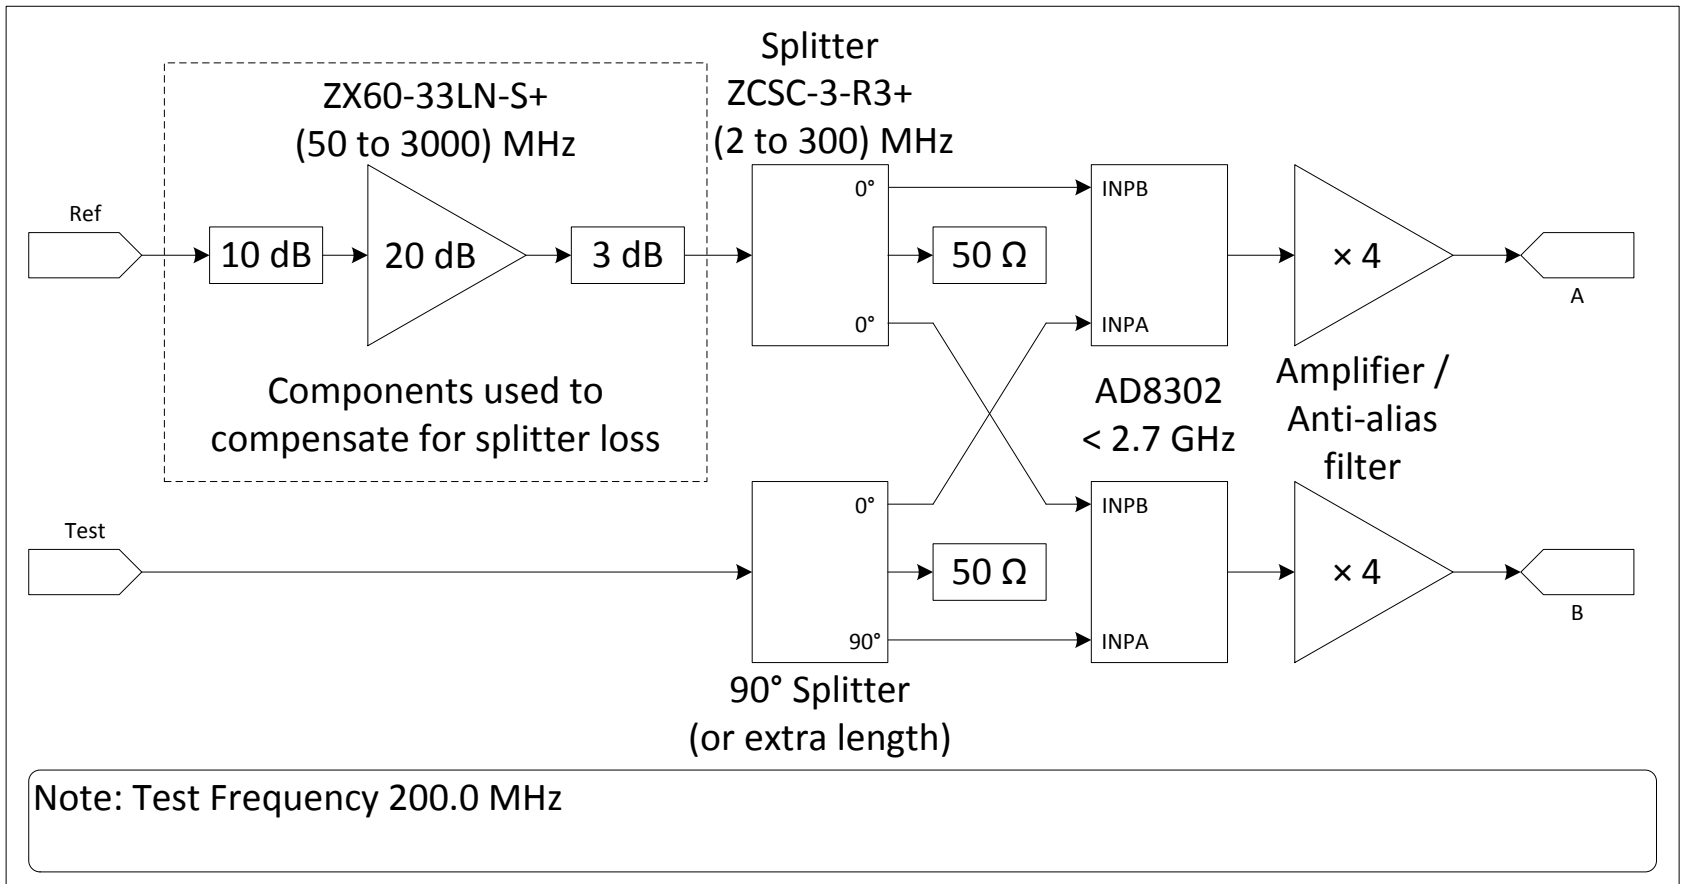 Splitter
ZCSC-3-R3+
(2 to 300) MHz
ZX60-33LN-S+
(50 to 3000) MHz
Ref
10 dB
20 dB
3 dB
Components used to
compensate for splitter loss
0°
50 Ω
0°
INPB
INPA
AD8302
< 2.7 GHz
× 4
A
Amplifier /
Anti-alias
filter
Test
0°
50 Ω
90°
90° Splitter
(or extra length)
INPB
INPA
× 4
B
Note: Test Frequency 200.0 MHz